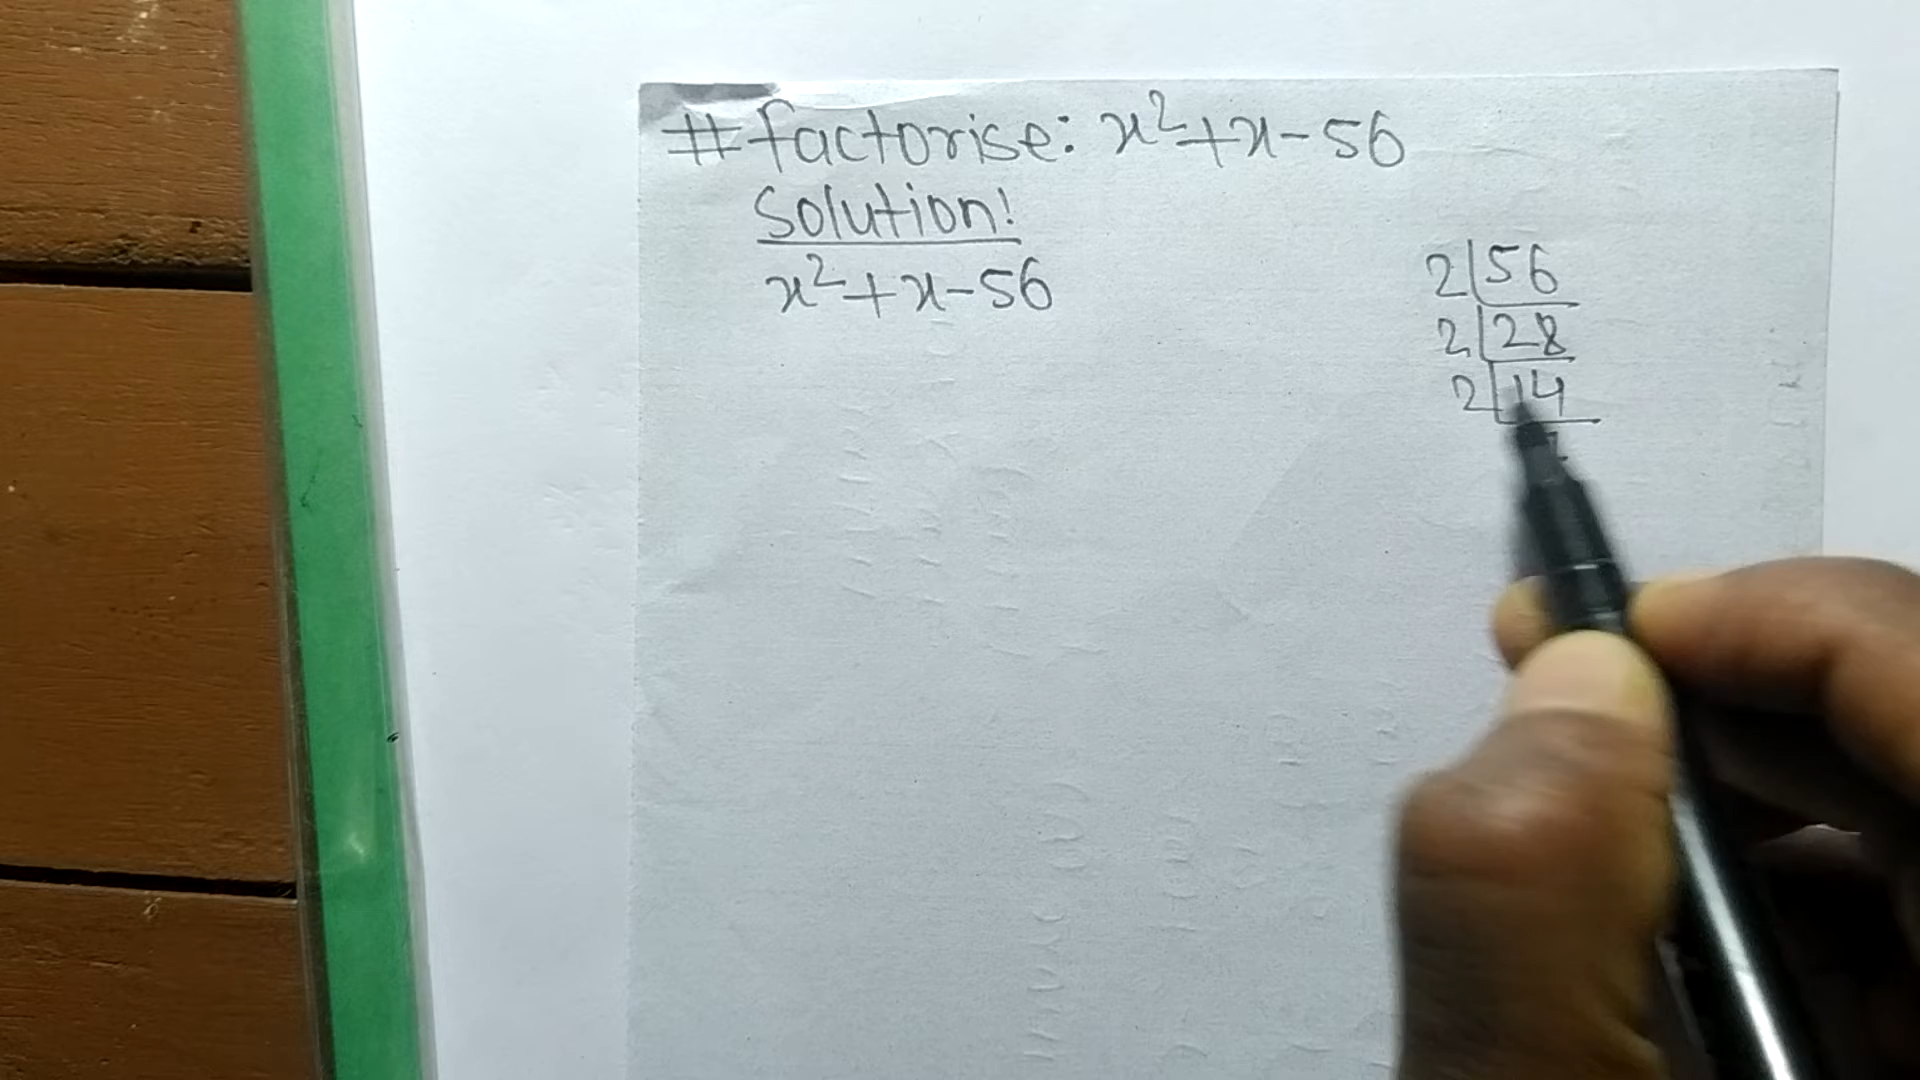 #factorise: x²+x-56
Solution!
x²+x-56
2|56
2|28
2|14